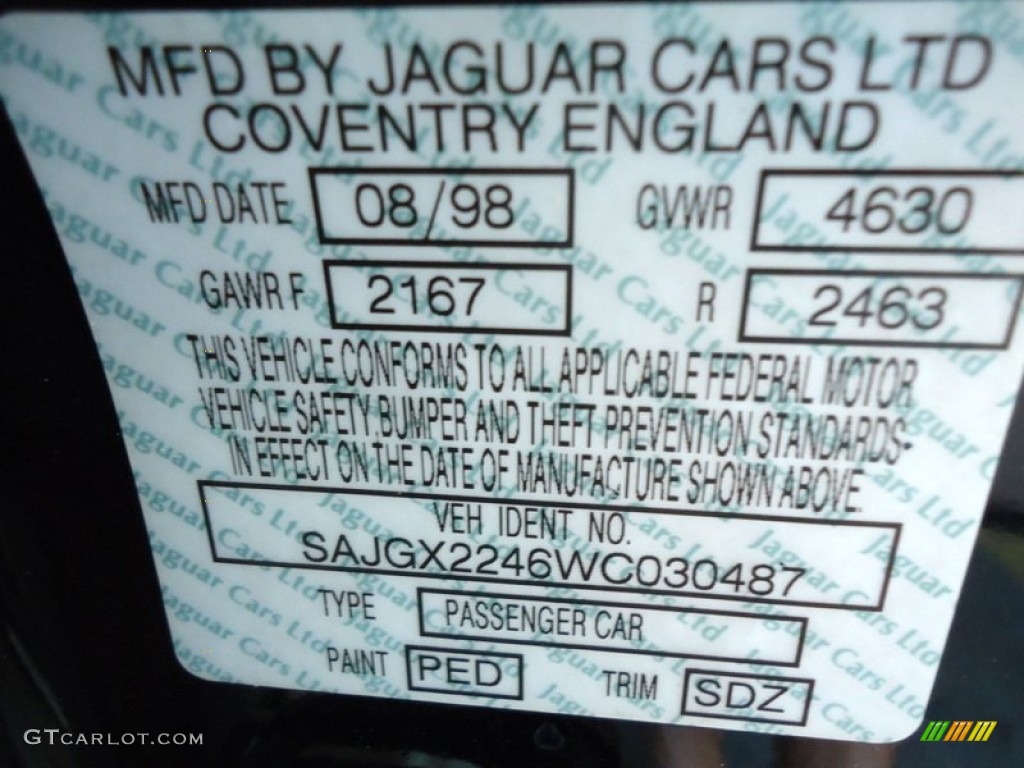 MFD BY JAGUAR CARS LTD
COVENTRY ENGLAND
MFD DATE 08/98 GVWR 4630
GAWR F 2167 R 2463
THIS VEHICLE CONFORMS TO ALL APPLICABLE FEDERAL MOTOR
VEHICLE SAFETY. BUMPER AND THEFT PREVENTION STANDARDS-
IN EFFECT ON THE DATE OF MANUFACTURE SHOWN ABOVE.
VEH IDENT NO.
SAJGX2246WC030487
TYPE PASSENGER CAR
PAINT PED TRIM SDZ
GTCARLOT.COM